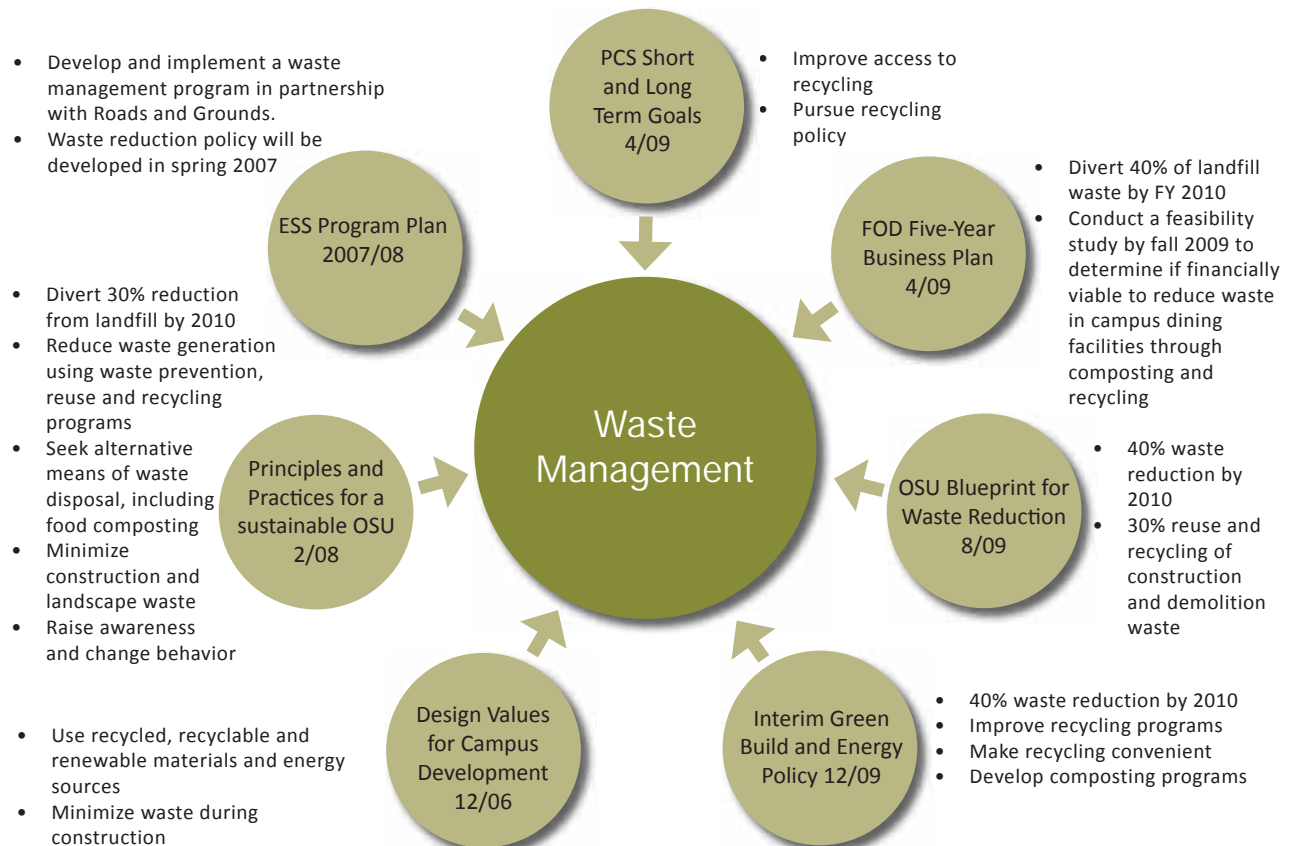 PCS Short
and Long
Term Goals
4/09
• Improve access to
recycling
• Pursue recycling
policy
• Develop and implement a waste
management program in partnership
with Roads and Grounds.
• Waste reduction policy will be
developed in spring 2007
ESS Program Plan
2007/08
FOD Five-Year
Business Plan
4/09
• Divert 40% of landfill
waste by FY 2010
• Conduct a feasibility
study by fall 2009 to
determine if financially
viable to reduce waste
in campus dining
facilities through
composting and
recycling
• Divert 30% reduction
from landfill by 2010
• Reduce waste generation
using waste prevention,
reuse and recycling
programs
• Seek alternative
means of waste
disposal, including
food composting
• Minimize
construction and
landscape waste
• Raise awareness
and change behavior
Principles and
Practices for a
sustainable OSU
2/08
Waste
Management
OSU Blueprint for
Waste Reduction
8/09
• 40% waste
reduction by
2010
• 30% reuse and
recycling of
construction
and demolition
waste
• Use recycled, recyclable and
renewable materials and energy
sources
• Minimize waste during
construction
Design Values
for Campus
Development
12/06
Interim Green
Build and Energy
Policy 12/09
• 40% waste reduction by 2010
• Improve recycling programs
• Make recycling convenient
• Develop composting programs